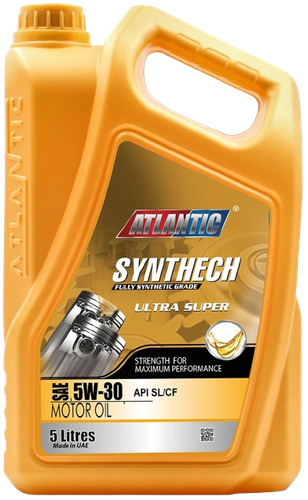 ATLANTIC
ATLANTIC®
SYNTHECH
FULLY SYNTHETIC GRADE
ULTRA SUPER
STRENGTH FOR
MAXIMUM PERFORMANCE
SAE 5W-30 API SL/CF
MOTOR OIL
5 Litres
Made in UAE